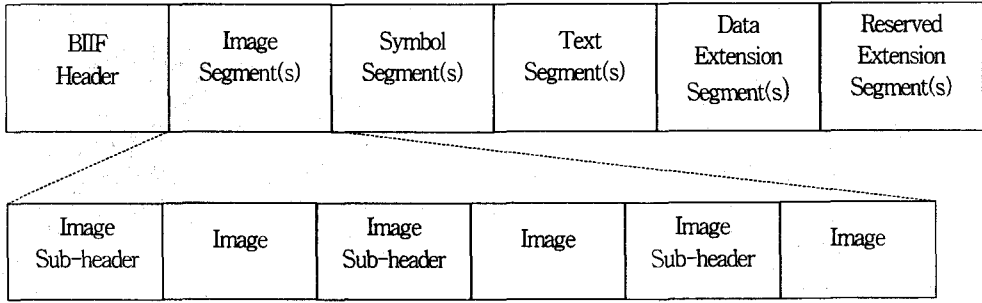 BIIF
Header
Image
Segment(s)
Symbol
Segment(s)
Text
Segment(s)
Data
Extension
Segment(s)
Reserved
Extension
Segment(s)
Image
Sub-header
Image
Image
Sub-header
Image
Image
Sub-header
Image